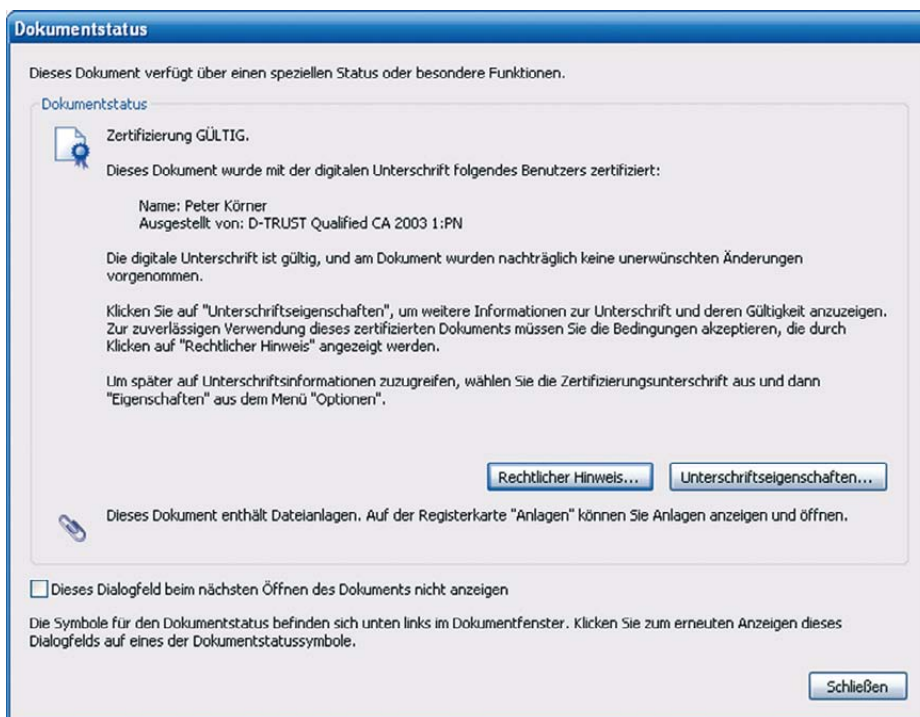 Dokumentstatus
Dieses Dokument verfügt über einen speziellen Status oder besondere Funktionen.
Dokumentstatus
Zertifizierung GÜLTIG.
Dieses Dokument wurde mit der digitalen Unterschrift folgendes Benutzers zertifiziert:
Name: Peter Körner
Ausgestellt von: D-TRUST Qualified CA 2003 1:PN
Die digitale Unterschrift ist gültig, und am Dokument wurden nachträglich keine unerwünschten Änderungen
vorgenommen.
Klicken Sie auf "Unterschriftseigenschaften", um weitere Informationen zur Unterschrift und deren Gültigkeit anzuzeigen.
Zur zuverlässigen Verwendung dieses zertifizierten Dokuments müssen Sie die Bedingungen akzeptieren, die durch
Klicken auf "Rechtlicher Hinweis" angezeigt werden.
Um später auf Unterschriftsinformationen zuzugreifen, wählen Sie die Zertifizierungsunterschrift aus und dann
"Eigenschaften" aus dem Menü "Optionen".
Rechtlicher Hinweis... Unterschriftseigenschaften...
Dieses Dokument enthält Dateianlagen. Auf der Registerkarte "Anlagen" können Sie Anlagen anzeigen und öffnen.
Dieses Dialogfeld beim nächsten Öffnen des Dokuments nicht anzeigen
Die Symbole für den Dokumentstatus befinden sich unten links im Dokumentfenster. Klicken Sie zum erneuten Anzeigen dieses
Dialogfelds auf eines der Dokumentstatussymbole.
Schließen